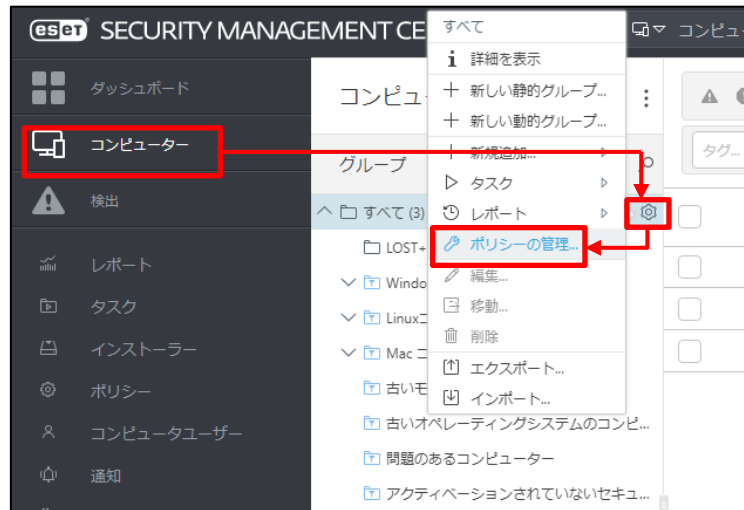 eset SECURITY MANAGEMENT CE
コンピュ
ダッシュボード
コンピューター
検出
レポート
タスク
インストーラー
ポリシー
コンピュータユーザー
通知
コンピュ
グループ
すべて (3)
LOST+
Windo
Linuxコ
Mac コ
古いモ
古いオペレーティングシステムのコンピ...
問題のあるコンピューター
アクティベーションされていないセキュ...
すべて
詳細を表示
新しい静的グループ...
新しい動的グループ...
新規追加...
タスク
レポート
ポリシーの管理...
編集...
移動...
削除
エクスポート...
インポート...
タグ...